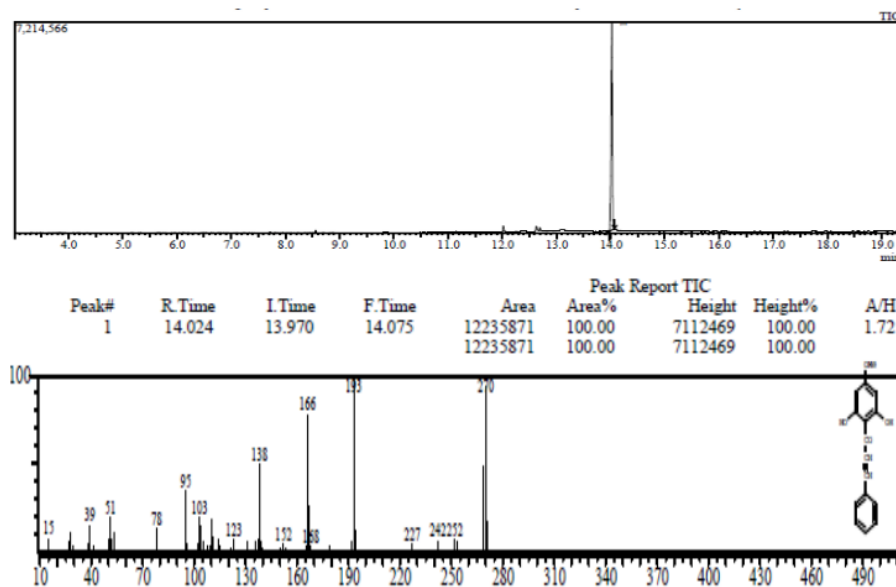 TIC
7,214,566
4.0 5.0 6.0 7.0 8.0 9.0 10.0 11.0 12.0 13.0 14.0 15.0 16.0 17.0 18.0 19.0
min
Peak Report TIC
Peak# R.Time I.Time F.Time Area Area% Height Height% A/H
1 14.024 13.970 14.075 12235871 100.00 7112469 100.00 1.72
12235871 100.00 7112469 100.00
100
193 270
166
138
95
103
15 39 51 78 123 152 168 227 242 252
HO OH
10 40 70 100 130 160 190 220 250 280 310 340 370 400 430 460 490